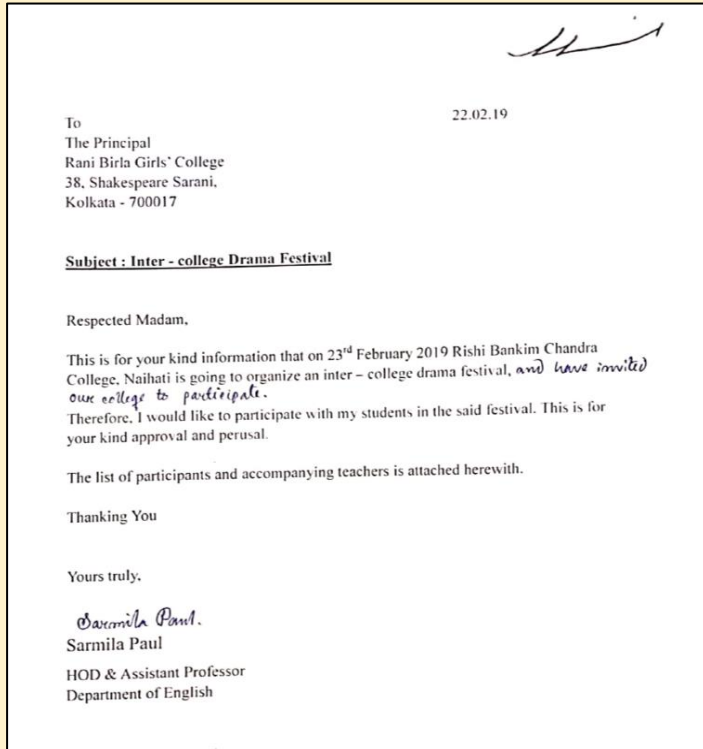 22.02.19
To
The Principal
Rani Birla Girls' College
38, Shakespeare Sarani,
Kolkata - 700017
Subject : Inter - college Drama Festival
Respected Madam,
This is for your kind information that on 23rd February 2019 Rishi Bankim Chandra
College, Naihati is going to organize an inter – college drama festival, and have invited
our college to participate.
Therefore, I would like to participate with my students in the said festival. This is for
your kind approval and perusal.
The list of participants and accompanying teachers is attached herewith.
Thanking You
Yours truly,
Sarmila Paul.
Sarmila Paul
HOD & Assistant Professor
Department of English